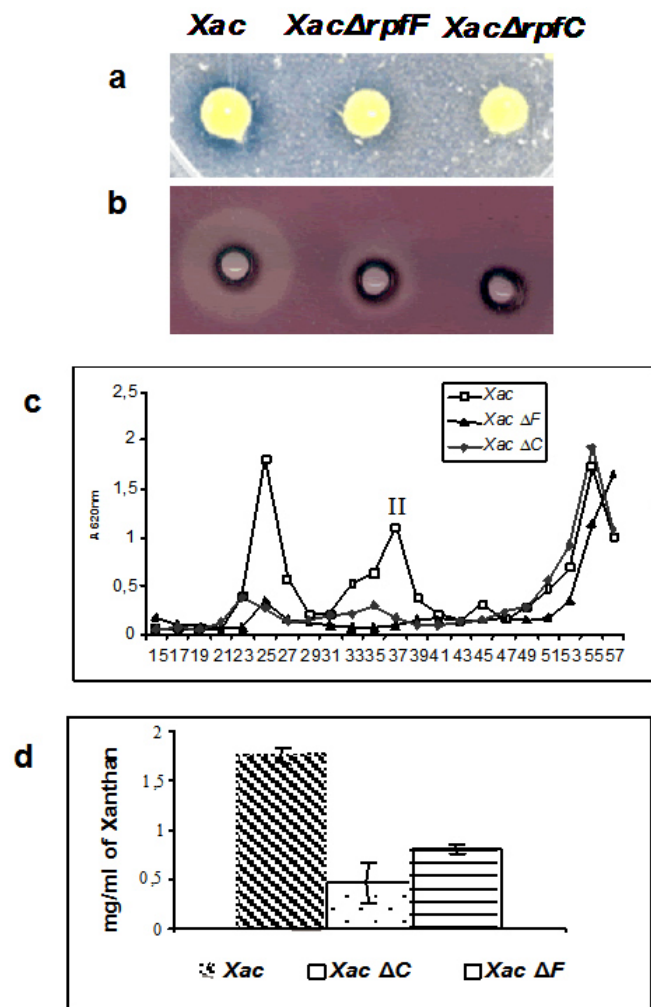 Xac XacΔrpfF XacΔrpfC
a
b
c
2,5
2
1,5
1
0,5
0
A 620nm
Xac
Xac ΔF
Xac ΔC
II
15 17 19 21 23 25 27 29 31 33 35 37 39 41 43 45 47 49 51 53 55 57
d
mg/ml of Xanthan
2
1,5
1
0,5
0
Xac Xac ΔC Xac ΔF